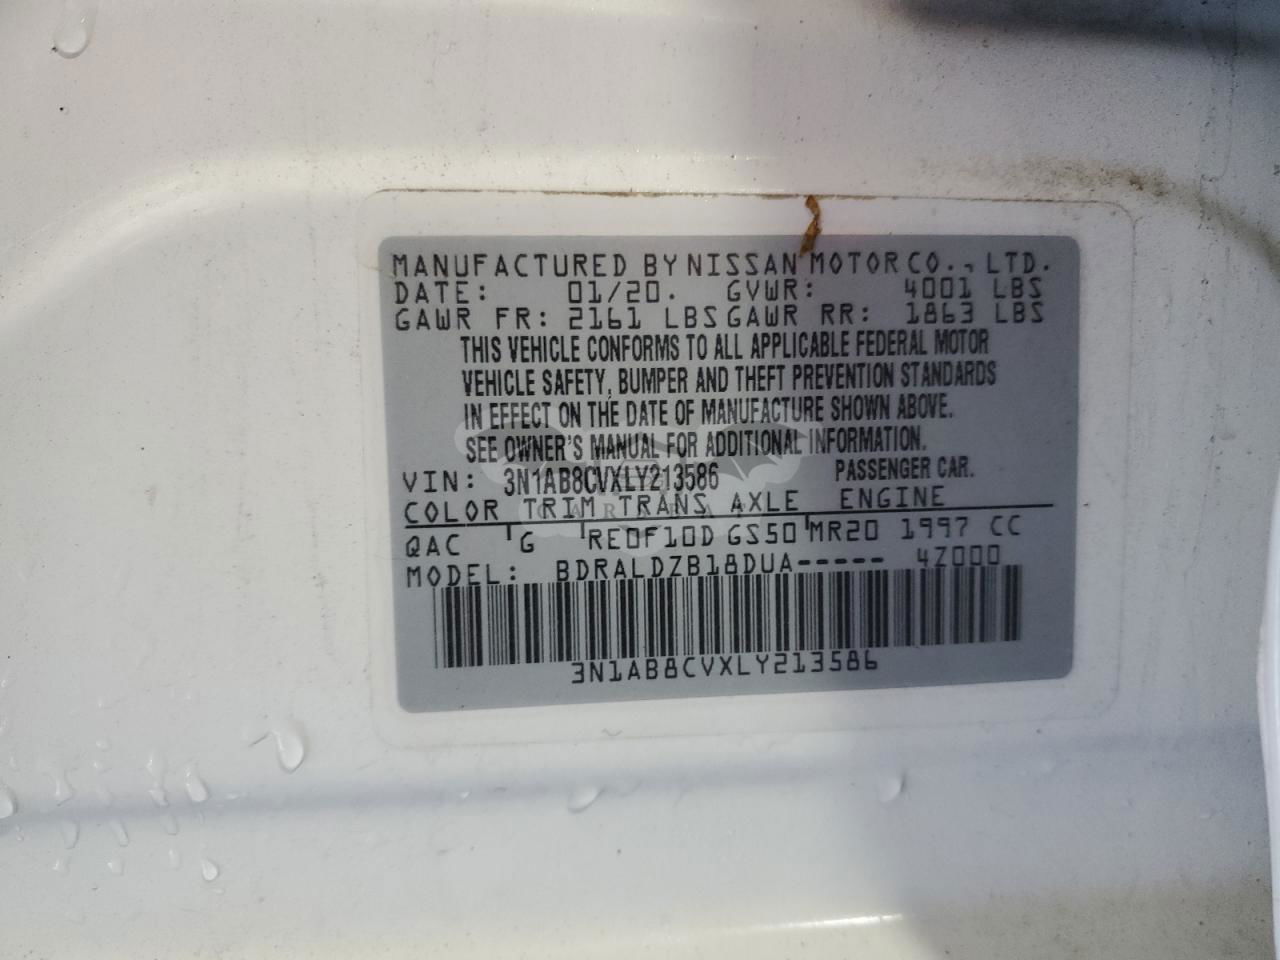 MANUFACTURED BY NISSAN MOTOR CO., LTD.
DATE: 01/20. GVWR: 4001 LBS
GAWR FR: 2161 LBS GAWR RR: 1863 LBS
THIS VEHICLE CONFORMS TO ALL APPLICABLE FEDERAL MOTOR
VEHICLE SAFETY, BUMPER AND THEFT PREVENTION STANDARDS
IN EFFECT ON THE DATE OF MANUFACTURE SHOWN ABOVE.
SEE OWNER'S MANUAL FOR ADDITIONAL INFORMATION.
VIN: 3N1AB8CVXLY213586 PASSENGER CAR.
COLOR TRIM TRANS AXLE ENGINE
QAC G RE0F10D GS50 MR20 1997 CC
MODEL: BDRALDZB18DUA----- 4Z000
3N1AB8CVXLY213586